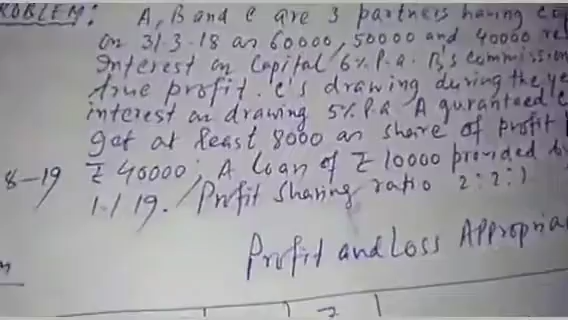 PROBLEM: A, B and C are 3 partners having
on 31.3.18 as 60000, 50000 and 40000
Interest on Capital 6% P.a. B's commission
true profit. C's drawing during the
interest on drawing 5% P.a A guranteed
get at least 8000 as share of profit
8-19 ₹ 40000; A loan of ₹ 10000 provided
1.1 19. Profit sharing ratio 2:2:1
Profit and Loss